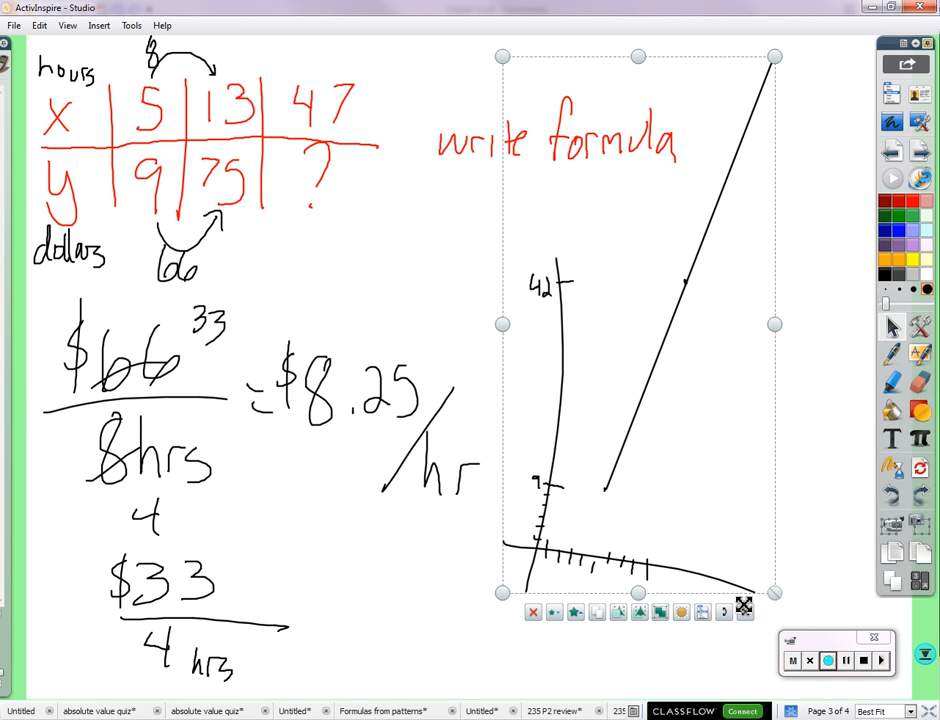 ActivInspire - Studio
File Edit View Insert Tools Help
hours 8
x 5 13 47
write formula
y 9 75 ?
dollars 66
42
$66 33
8hrs
= $8.25/hr
4
9
$33
4 hrs
T π
M
CLASSFLOW Connect
Untitled absolute value quiz* absolute value quiz* Untitled* Formulas from patterns* Untitled* 235 P2 review* 235
Page 3 of 4 Best Fit